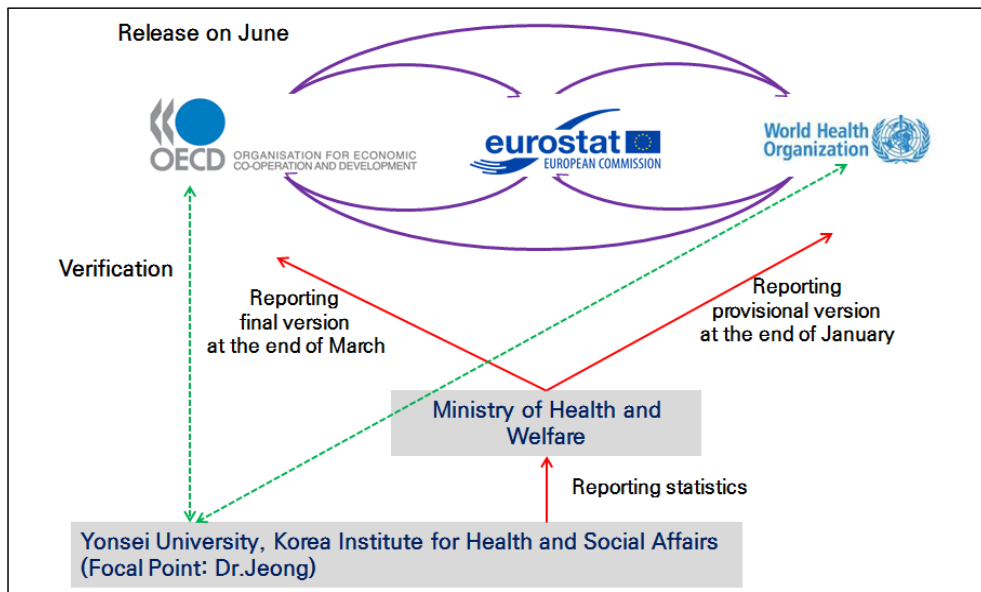 Release on June
OECD
ORGANISATION FOR ECONOMIC
CO-OPERATION AND DEVELOPMENT
eurostat
EUROPEAN COMMISSION
World Health
Organization
Verification
Reporting
final version
at the end of March
Reporting
provisional version
at the end of January
Ministry of Health and
Welfare
Reporting statistics
Yonsei University, Korea Institute for Health and Social Affairs
(Focal Point: Dr.Jeong)